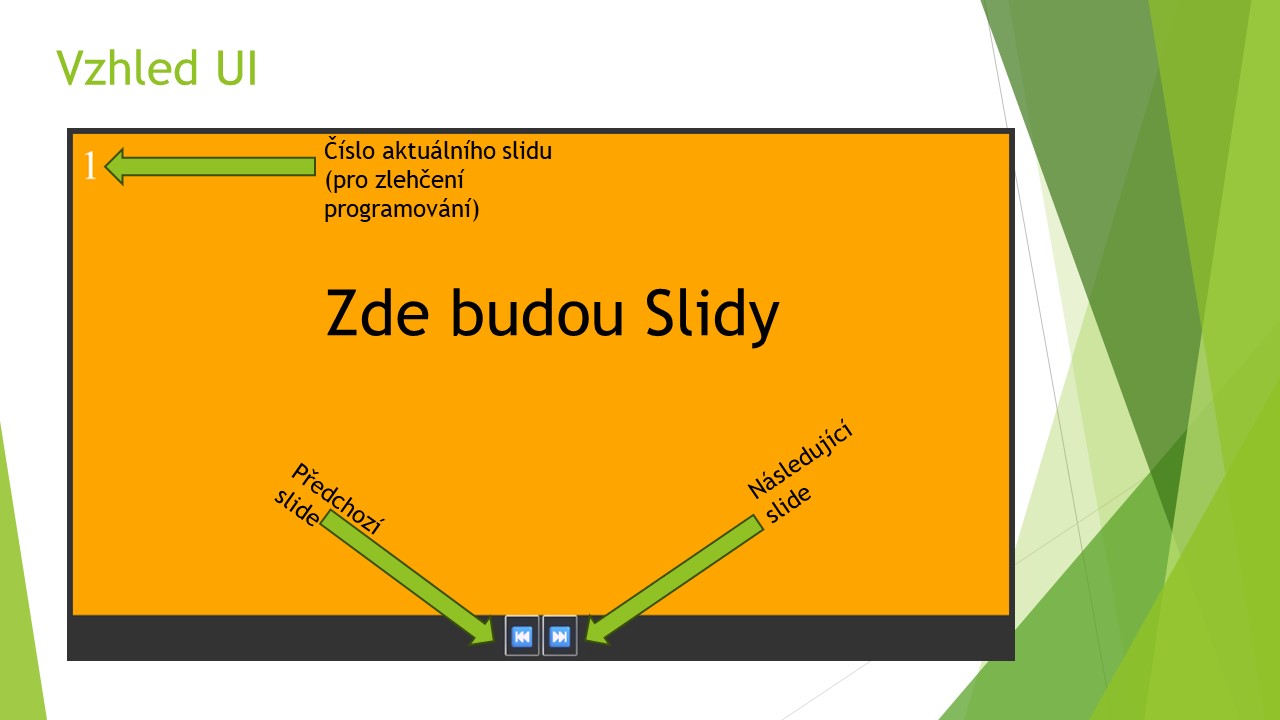 Vzhled UI
1
Číslo aktuálního slidu
(pro zlehčení
programování)
Zde budou Slidy
Předchozí
slide
Následující
slide